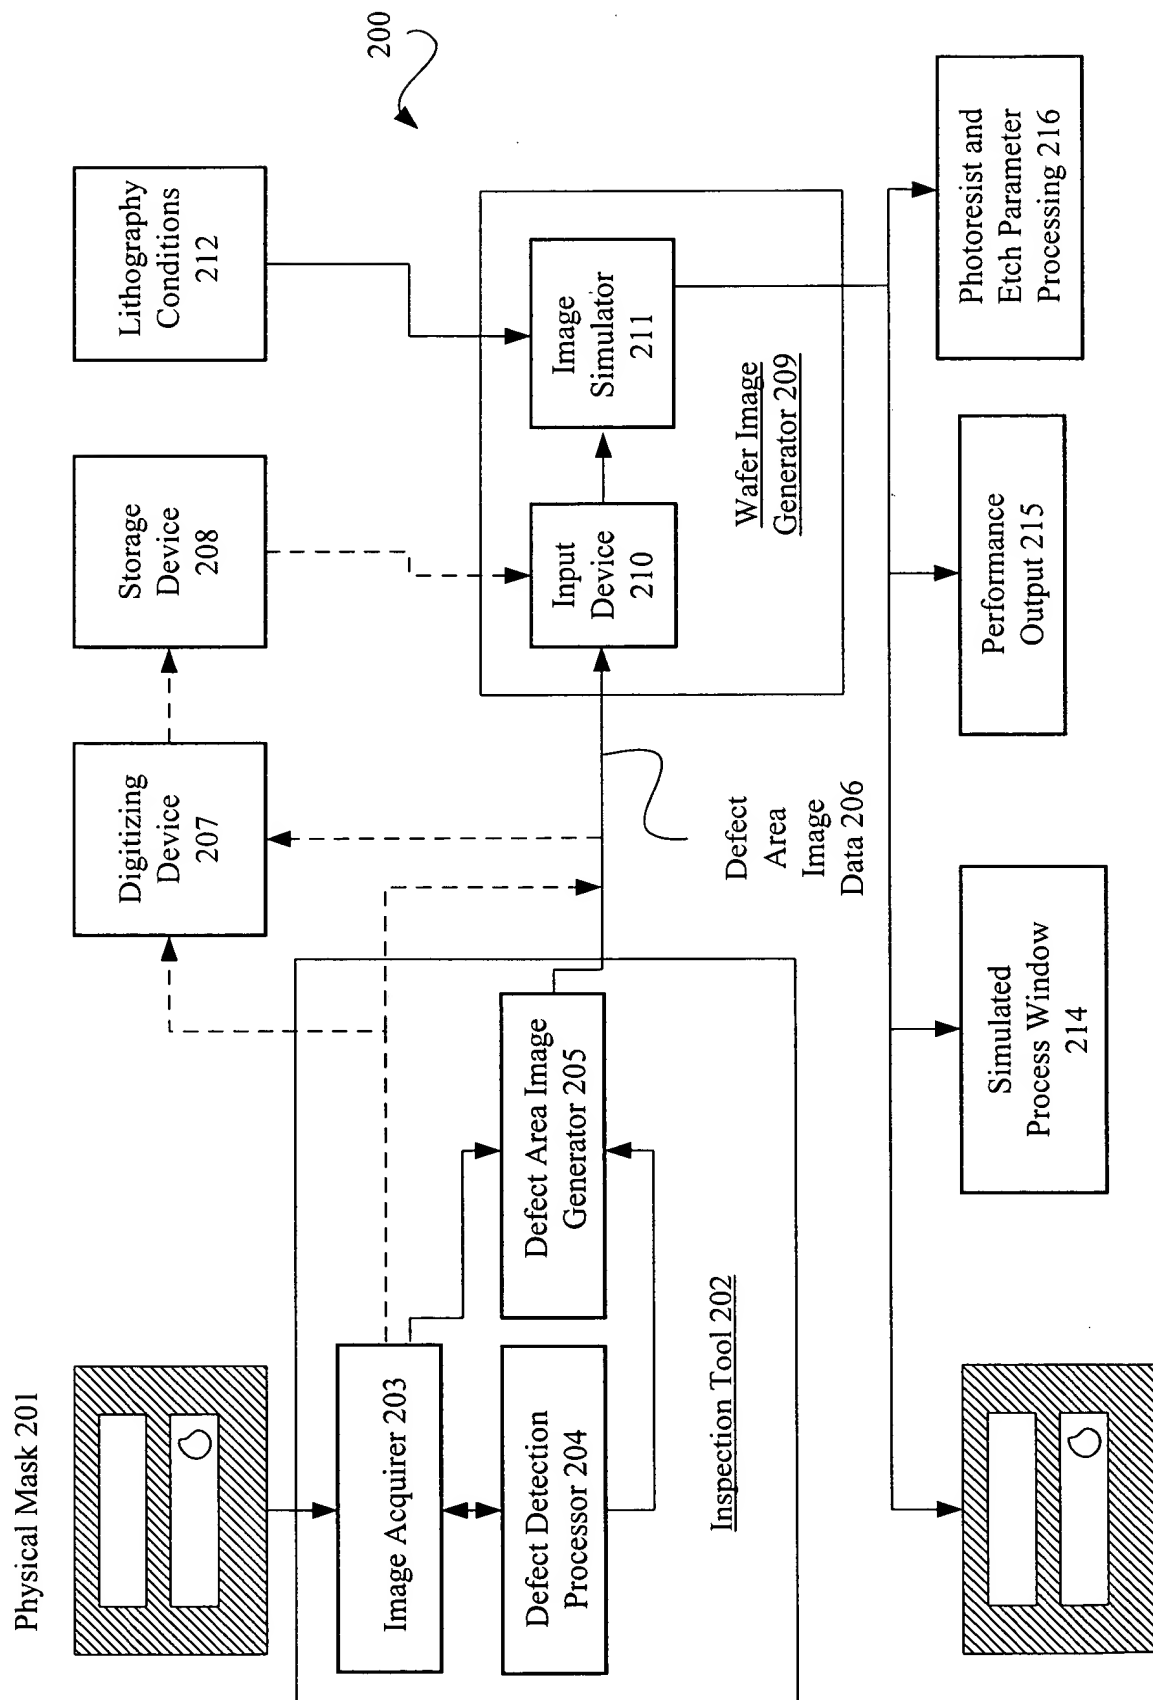 200
Physical Mask 201
Digitizing
Device
207
Storage
Device
208
Lithography
Conditions
212
Image Acquirer 203
Defect Detection
Processor 204
Defect Area Image
Generator 205
Inspection Tool 202
Defect
Area
Image
Data 206
Input
Device
210
Image
Simulator
211
Wafer Image
Generator 209
Simulated
Process Window
214
Performance
Output 215
Photoresist and
Etch Parameter
Processing 216